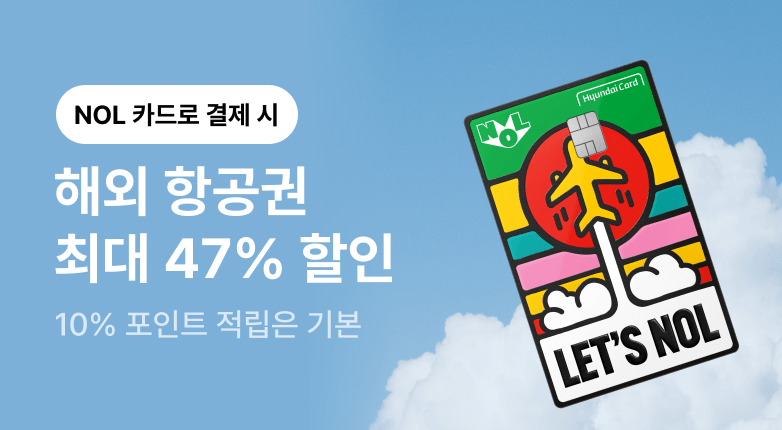 NOL 카드로 결제 시
해외 항공권
최대 47% 할인
10% 포인트 적립은 기본
NOL
Hyundai Card
LET'S NOL